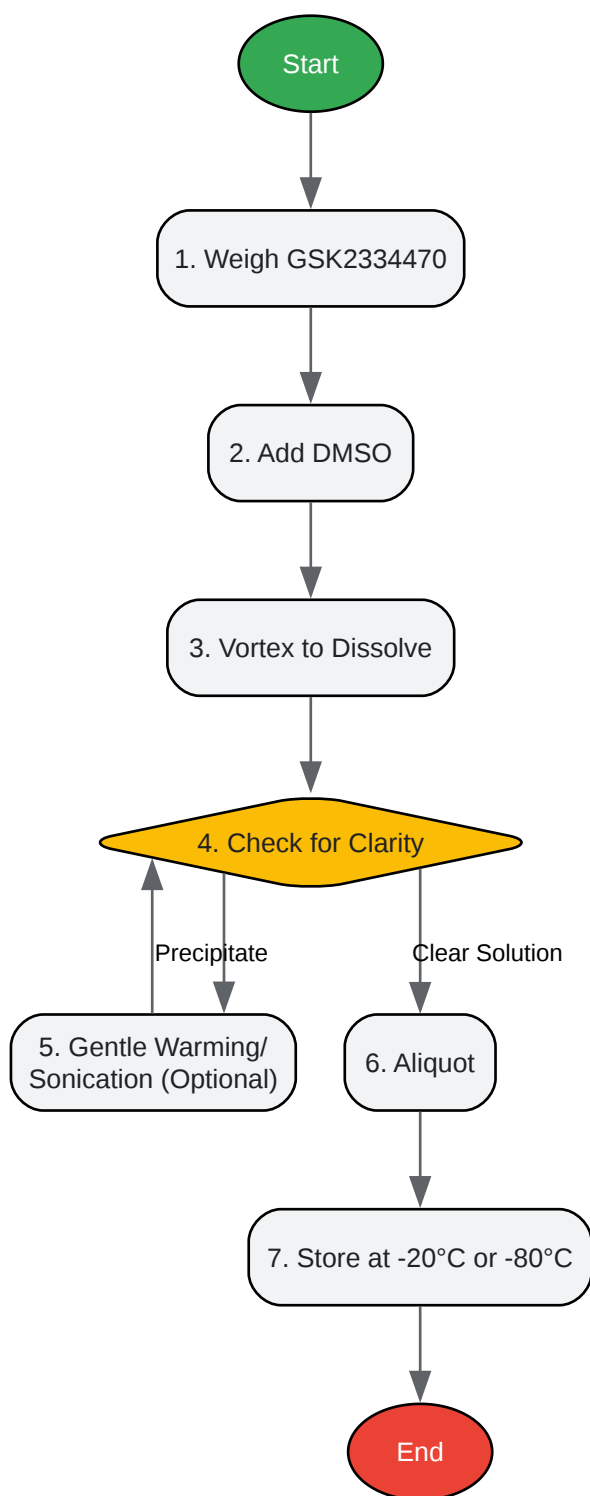 Start
1. Weigh GSK2334470
2. Add DMSO
3. Vortex to Dissolve
4. Check for Clarity
Precipitate
Clear Solution
5. Gentle Warming/
Sonication (Optional)
6. Aliquot
7. Store at -20°C or -80°C
End